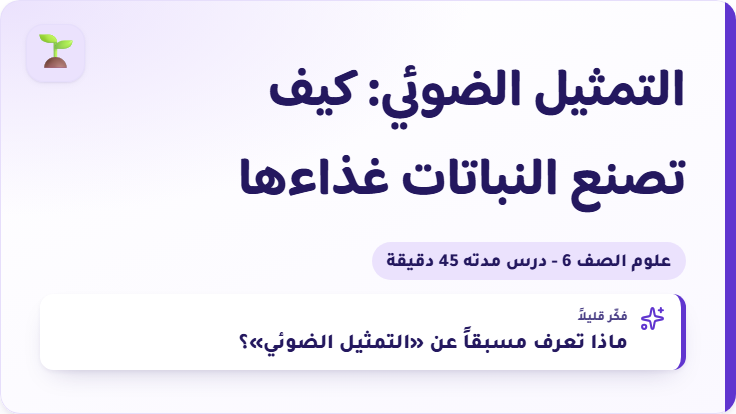 التمثيل الضوئي: كيف
تصنع النباتات غذاءها
علوم الصف 6 - درس مدته 45 دقيقة
فكّر قليلاً
ماذا تعرف مسبقاً عن «التمثيل الضوئي»؟